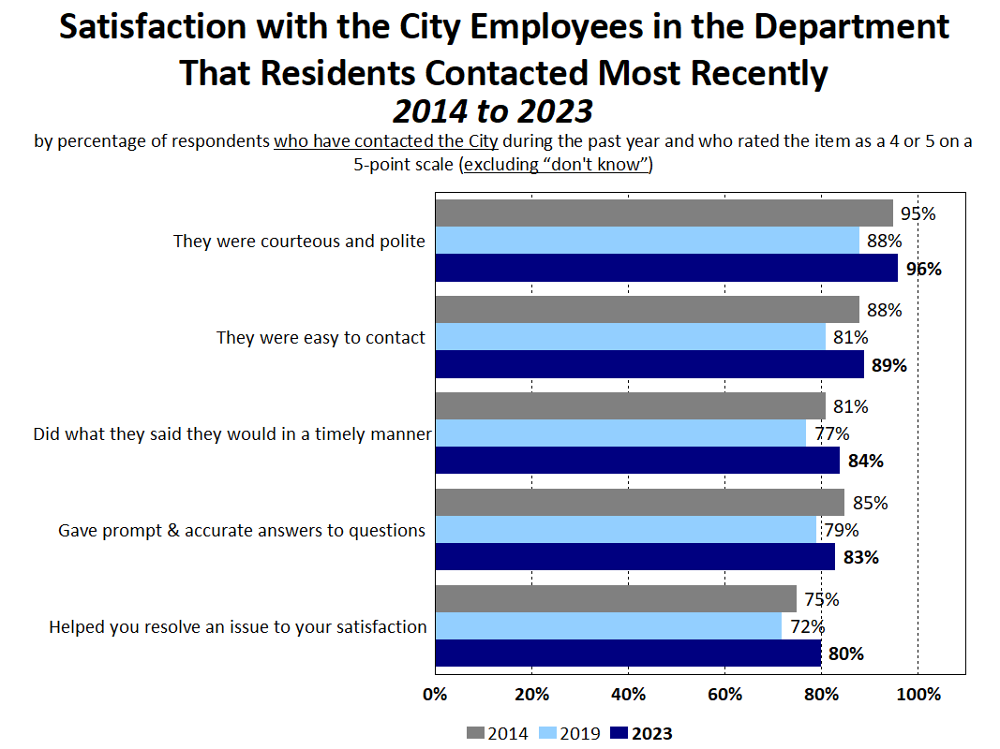 Satisfaction with the City Employees in the Department
That Residents Contacted Most Recently
2014 to 2023
by percentage of respondents who have contacted the City during the past year and who rated the item as a 4 or 5 on a
5-point scale (excluding “don't know”)
They were courteous and polite
95%
88%
96%
They were easy to contact
88%
81%
89%
Did what they said they would in a timely manner
81%
77%
84%
Gave prompt & accurate answers to questions
85%
79%
83%
Helped you resolve an issue to your satisfaction
75%
72%
80%
0% 20% 40% 60% 80% 100%
2014 2019 2023